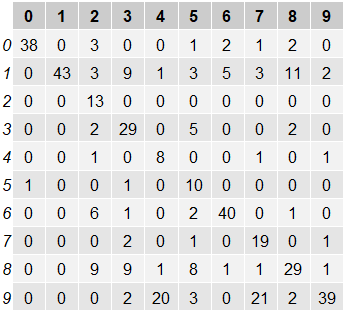 0 1 2 3 4 5 6 7 8 9
0 38 0 3 0 0 1 2 1 2 0
1 0 43 3 9 1 3 5 3 11 2
2 0 0 13 0 0 0 0 0 0 0
3 0 0 2 29 0 5 0 0 2 0
4 0 0 1 0 8 0 0 1 0 1
5 1 0 0 1 0 10 0 0 0 0
6 0 0 6 1 0 2 40 0 1 0
7 0 0 0 2 0 1 0 19 0 1
8 0 0 9 9 1 8 1 1 29 1
9 0 0 0 2 20 3 0 21 2 39